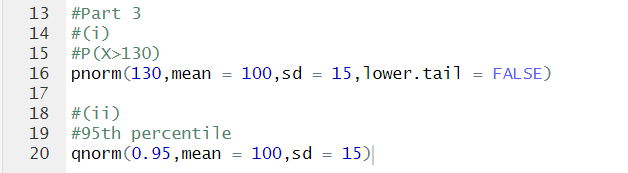 13 #Part 3
14 #(i)
15 #P(X>130)
16 pnorm(130,mean = 100,sd = 15,lower.tail = FALSE)
17
18 #(ii)
19 #95th percentile
20 qnorm(0.95,mean = 100,sd = 15)